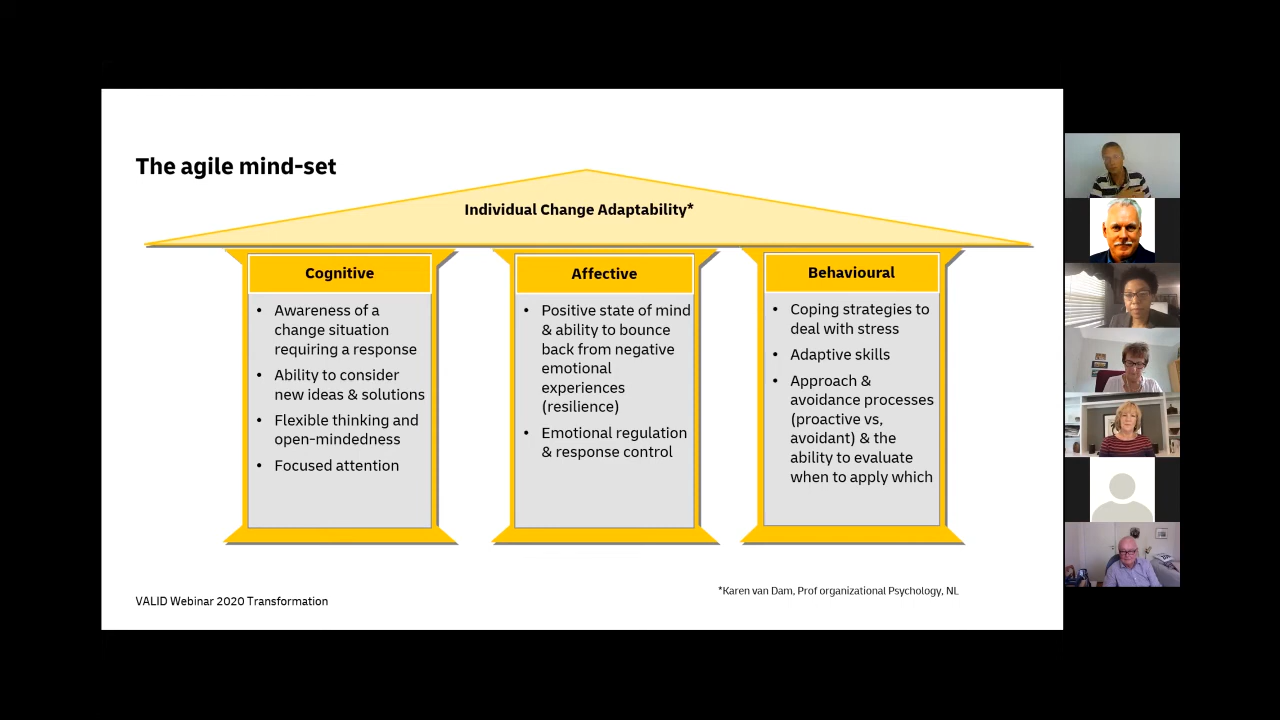 The agile mind-set
Individual Change Adaptability*
Cognitive
• Awareness of a
change situation
requiring a response
• Ability to consider
new ideas & solutions
• Flexible thinking and
open-mindedness
• Focused attention
Affective
• Positive state of mind
& ability to bounce
back from negative
emotional
experiences
(resilience)
• Emotional regulation
& response control
Behavioural
• Coping strategies to
deal with stress
• Adaptive skills
• Approach &
avoidance processes
(proactive vs,
avoidant) & the
ability to evaluate
when to apply which
*Karen van Dam, Prof organizational Psychology, NL
VALID Webinar 2020 Transformation